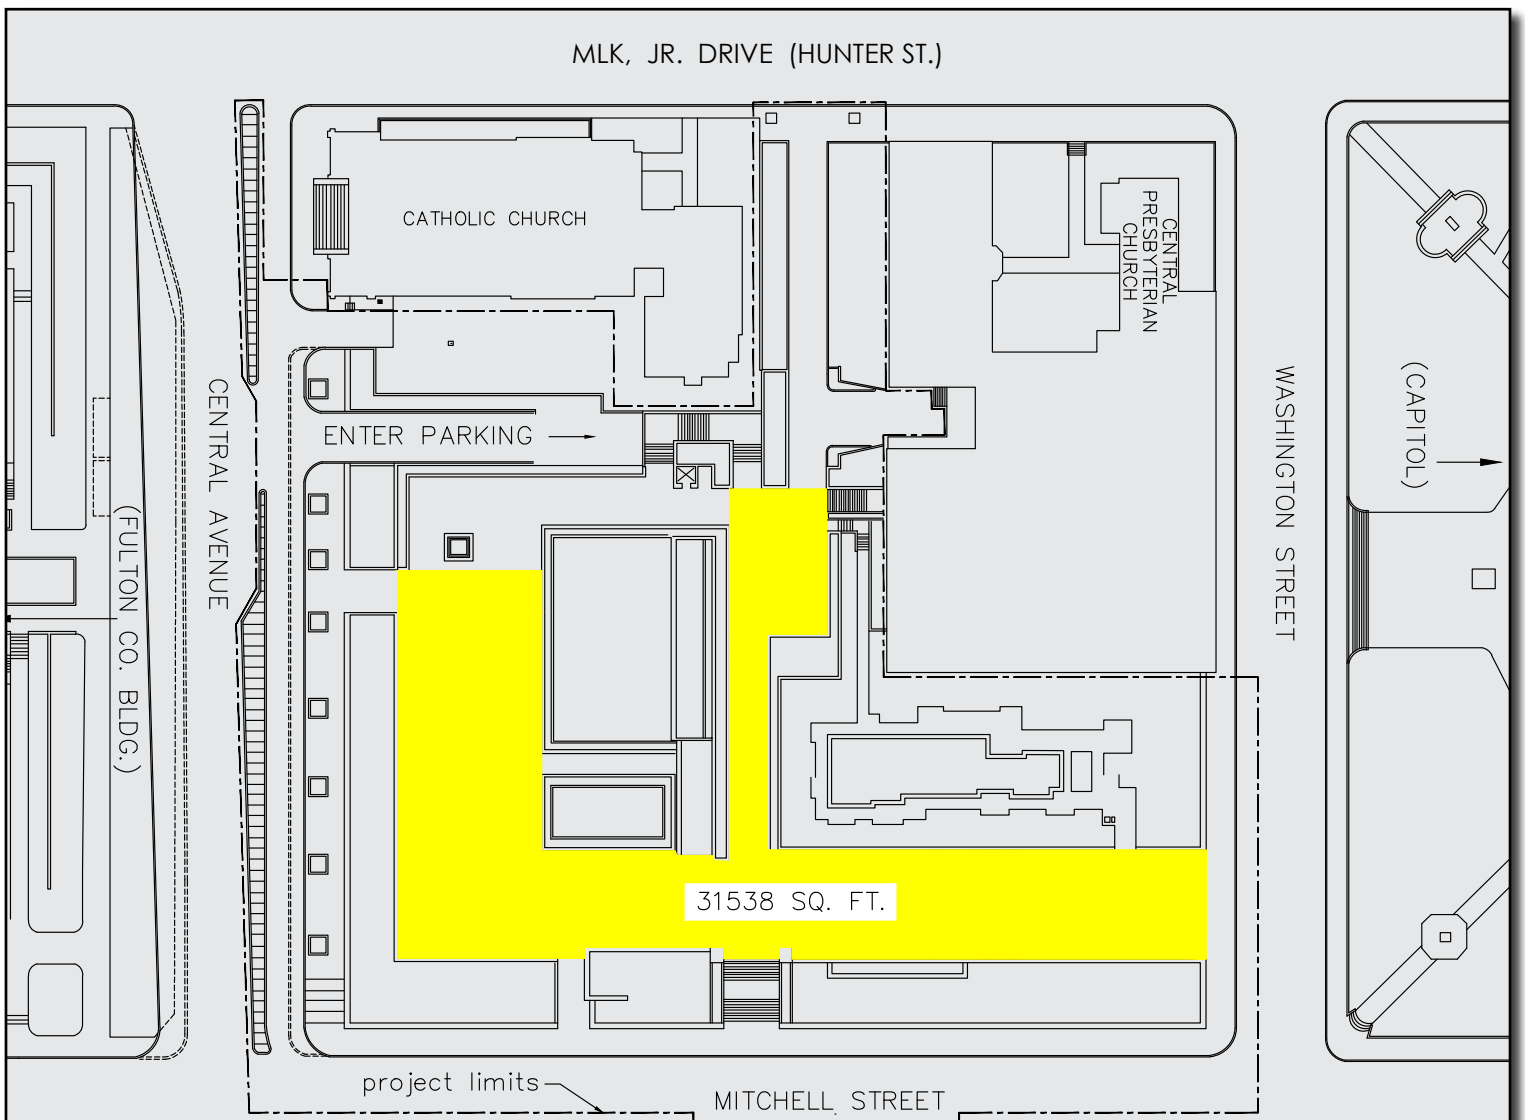 MLK, JR. DRIVE (HUNTER ST.)
CATHOLIC CHURCH
CENTRAL
PRESBYTERIAN
CHURCH
ENTER PARKING
CENTRAL AVENUE
(FULTON CO. BLDG.)
WASHINGTON STREET
(CAPITOL)
31538 SQ. FT.
project limits
MITCHELL STREET